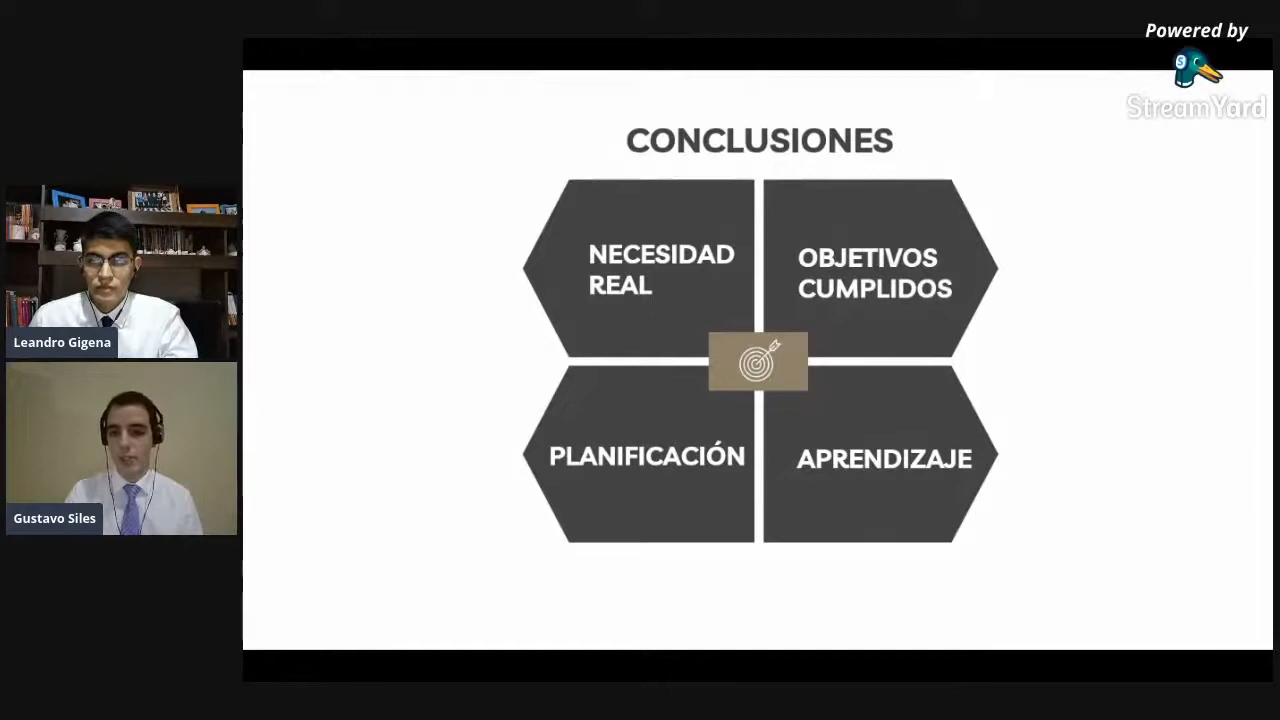 Powered by
StreamYard
CONCLUSIONES
NECESIDAD
REAL
OBJETIVOS
CUMPLIDOS
PLANIFICACIÓN
APRENDIZAJE
Leandro Gigena
Gustavo Siles